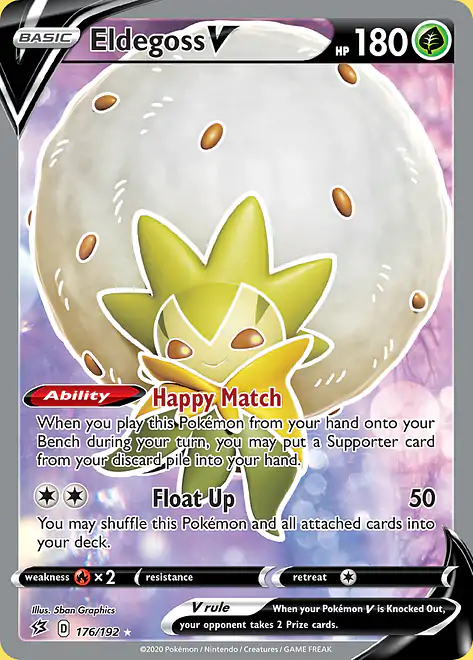 BASIC Eldegoss V HP 180
Ability Happy Match
When you play this Pokémon from your hand onto your
Bench during your turn, you may put a Supporter card
from your discard pile into your hand.
Float Up 50
You may shuffle this Pokémon and all attached cards into
your deck.
weakness ×2 resistance retreat
Illus. 5ban Graphics
V rule When your Pokémon V is Knocked Out,
your opponent takes 2 Prize cards.
D 176/192
©2020 Pokémon / Nintendo / Creatures / GAME FREAK